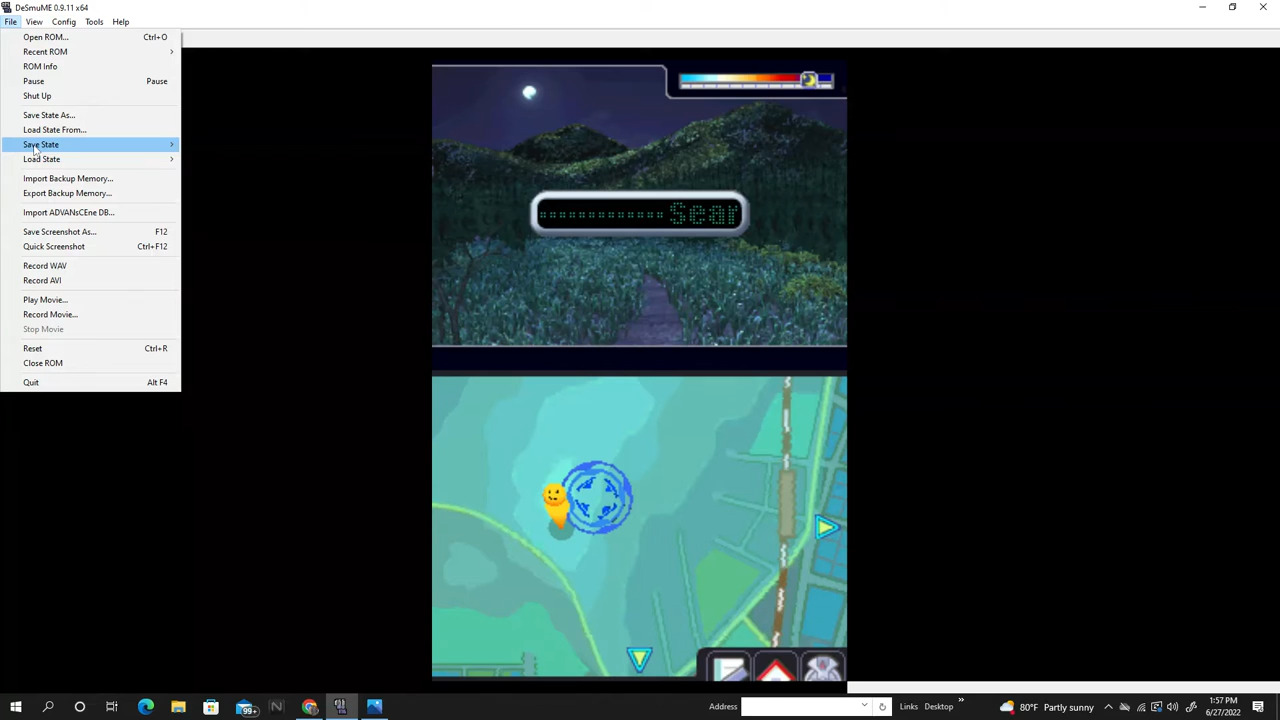 DeSmuME 0.9.11 x64
File View Config Tools Help
Open ROM... Ctrl+O
Recent ROM >
ROM Info
Pause Pause
Shut Up
Save State As...
Load State From...
Save State >
Load State >
Import Backup Memory...
Export Backup Memory...
Import ADVANsCEne DB...
Save Screenshot As... F12
Quick Screenshot Ctrl+F12
Record WAV
Record AVI
Play Movie...
Record Movie...
Stop Movie
Reset Ctrl+R
Close ROM
Quit Alt F4
Sear
99+
Address
Links Desktop »
80°F Partly sunny
1:57 PM
6/27/2022